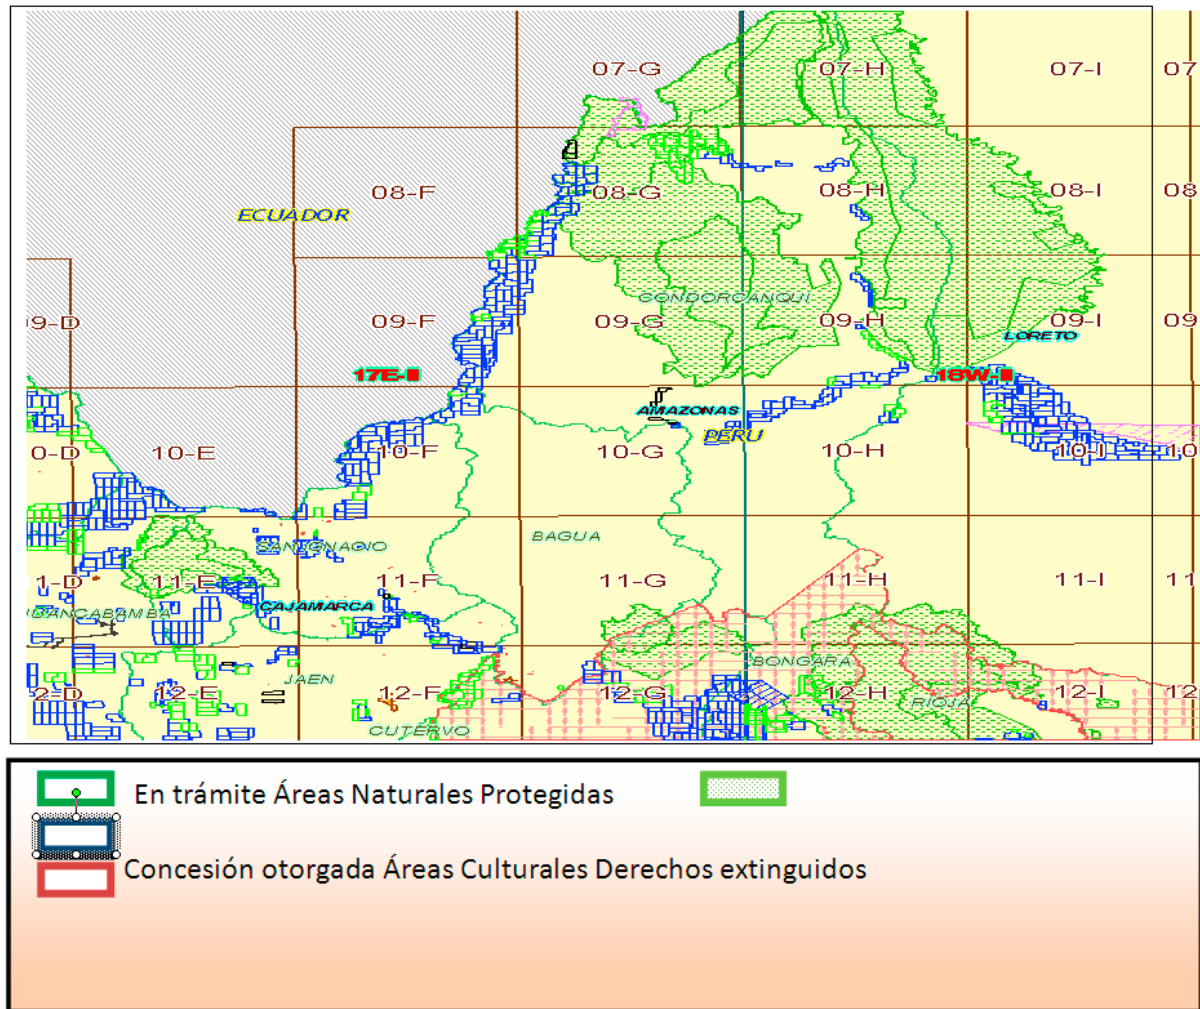 07-G 07-H 07-I 07
08-F 08-G 08-H 08-I 08
ECUADOR
CONDORCANQUI
9-D 09-F 09-G 09-H 09-I 09
LORETO
17E- 18W-
AMAZONAS
PERU
0-D 10-E 10-F 10-G 10-H 10-I 10
BAGUA
SAN IGNACIO
1-D 11-E 11-F 11-G 11-H 11-I 11
CAJAMARCA
UANCABAMBA
BONGARA
JAEN
2-D 12-E 12-F 12-G 12-H 12-I 12
RIOJA
CUTERVO
En trámite Áreas Naturales Protegidas
Concesión otorgada Áreas Culturales Derechos extinguidos